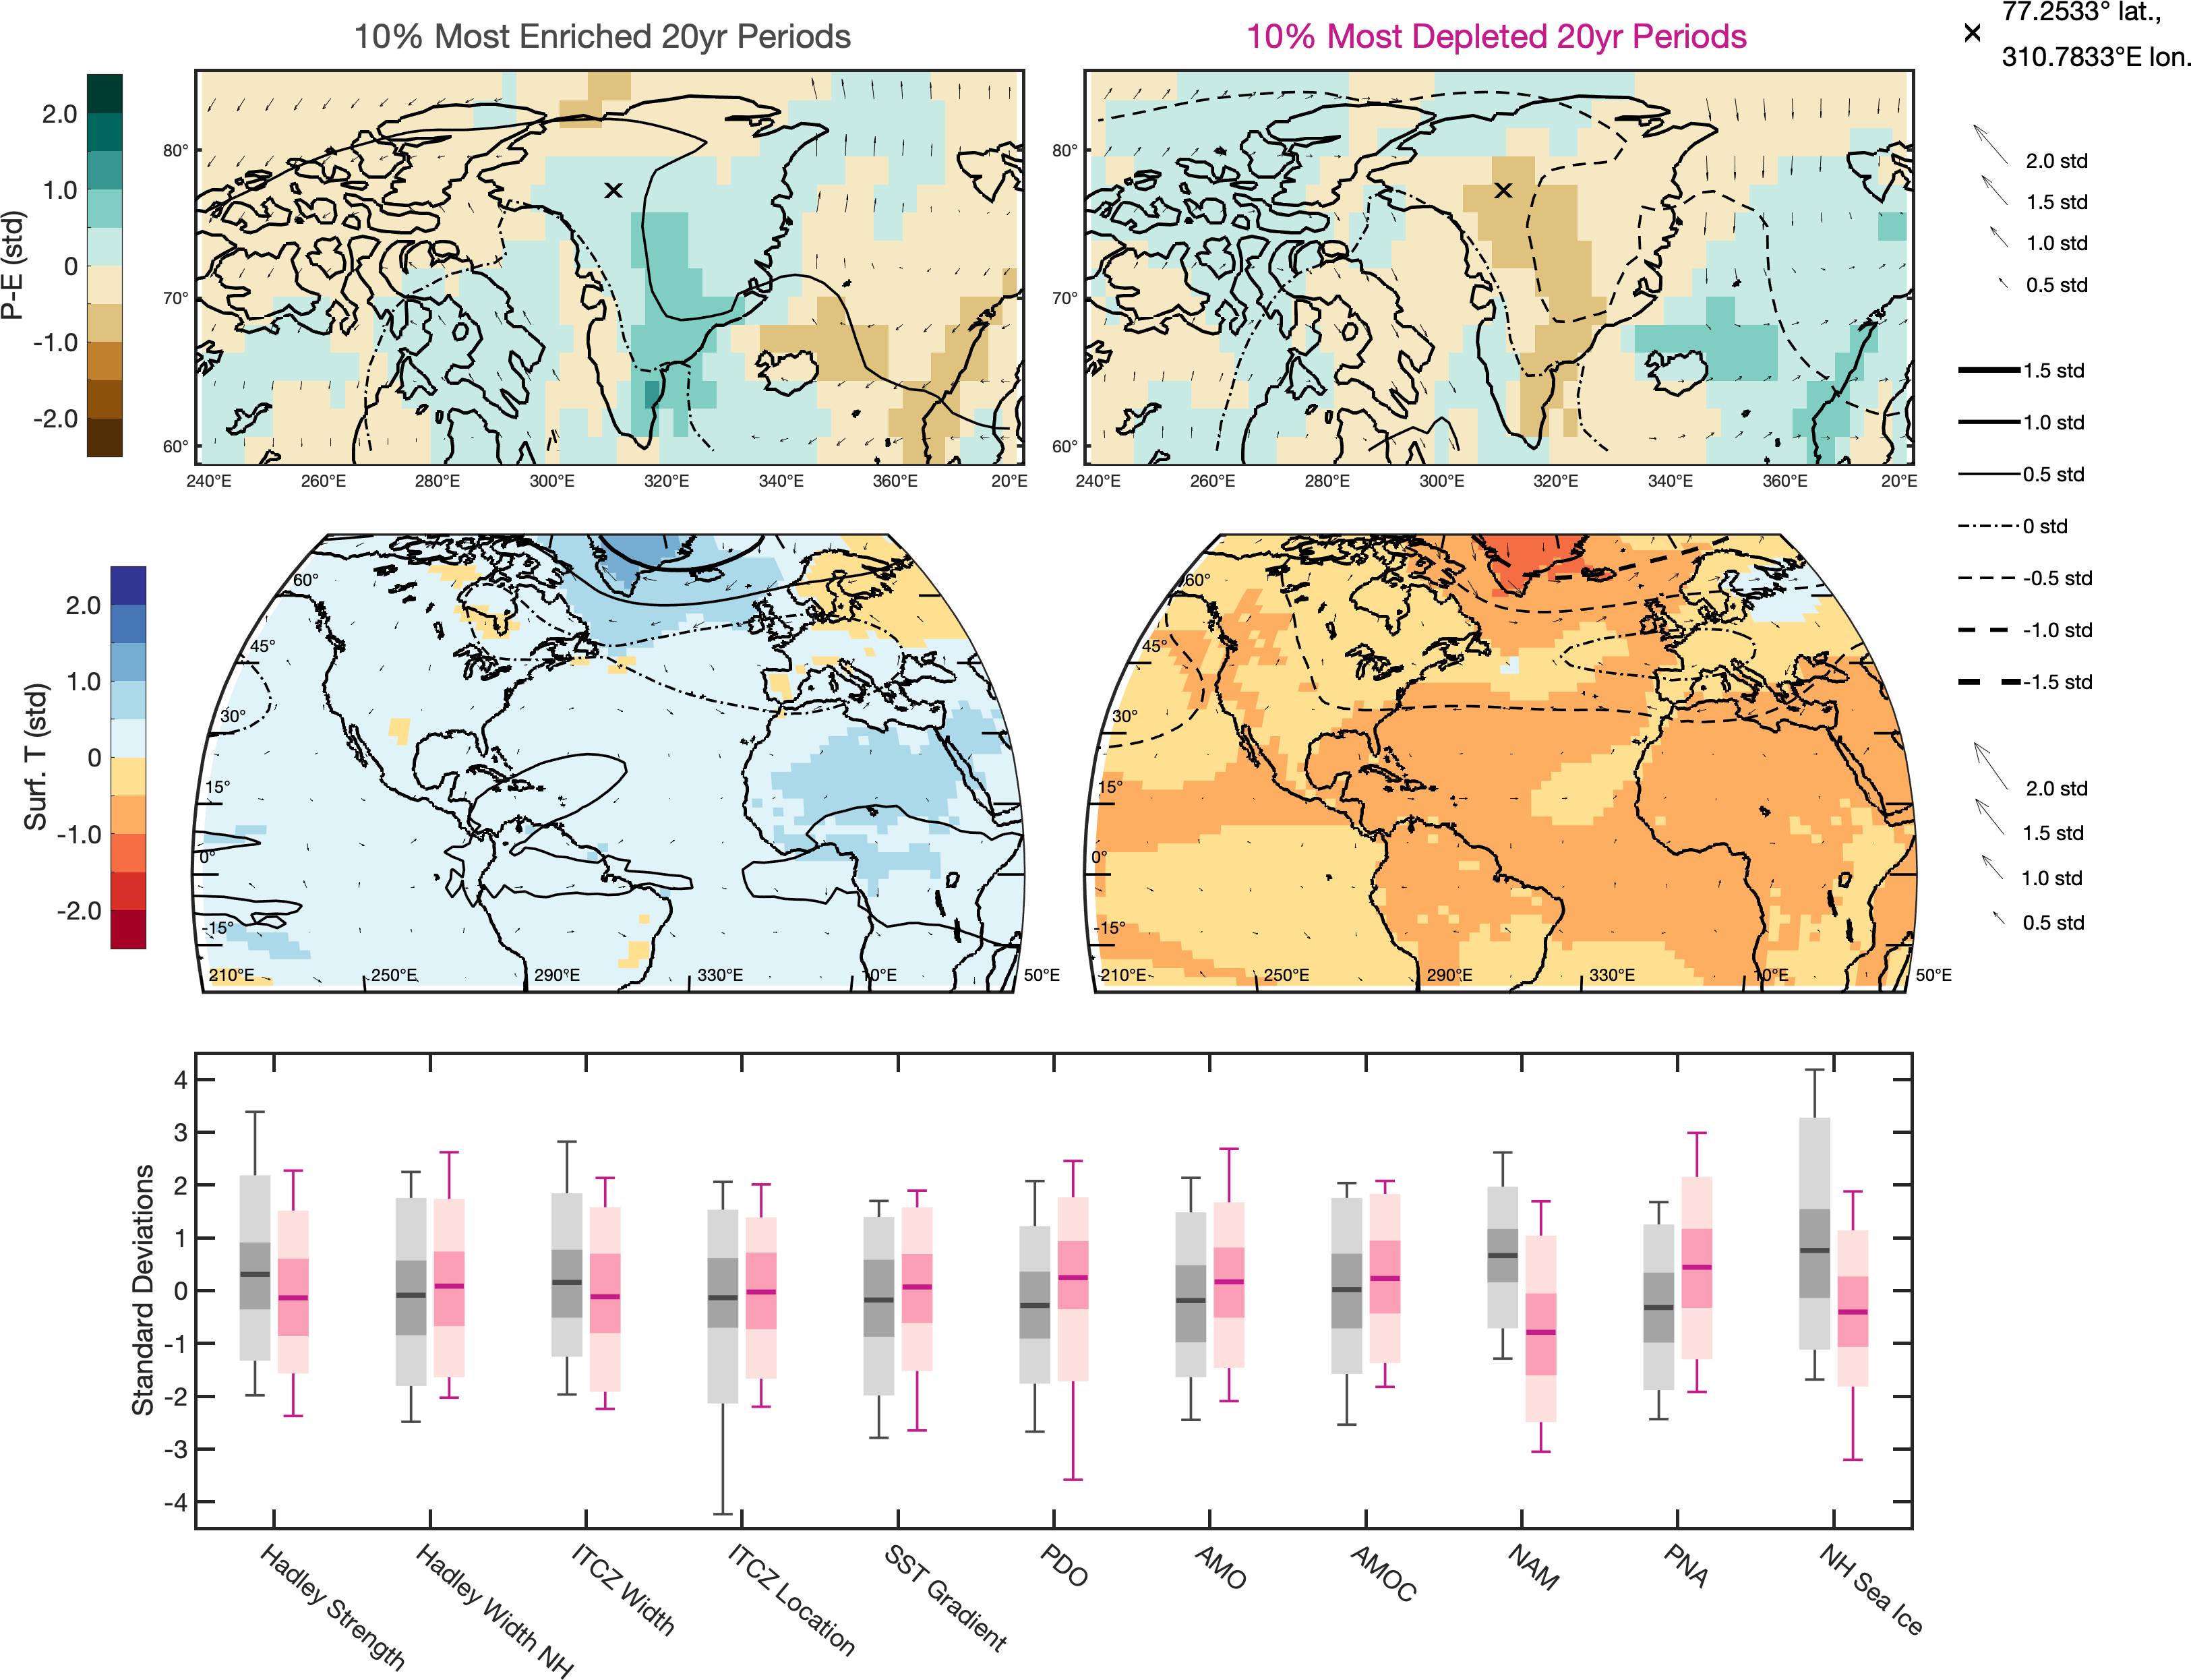 10% Most Enriched 20yr Periods
10% Most Depleted 20yr Periods
77.2533° lat.,
310.7833°E lon.
P-E (std)
2.0
1.0
0
-1.0
-2.0
80°
70°
60°
240°E 260°E 280°E 300°E 320°E 340°E 360°E 20°E
80°
70°
60°
240°E 260°E 280°E 300°E 320°E 340°E 360°E 20°E
2.0 std
1.5 std
1.0 std
0.5 std
1.5 std
1.0 std
0.5 std
0 std
-0.5 std
-1.0 std
-1.5 std
Surf. T (std)
2.0
1.0
0
-1.0
-2.0
60°
45°
30°
15°
0°
-15°
210°E 250°E 290°E 330°E 10°E 50°E
60°
45°
30°
15°
0°
-15°
210°E 250°E 290°E 330°E 10°E 50°E
2.0 std
1.5 std
1.0 std
0.5 std
Standard Deviations
4
3
2
1
0
-1
-2
-3
-4
Hadley Strength
Hadley Width NH
ITCZ Width
ITCZ Location
SST Gradient
PDO
AMO
AMOC
NAM
PNA
NH Sea Ice